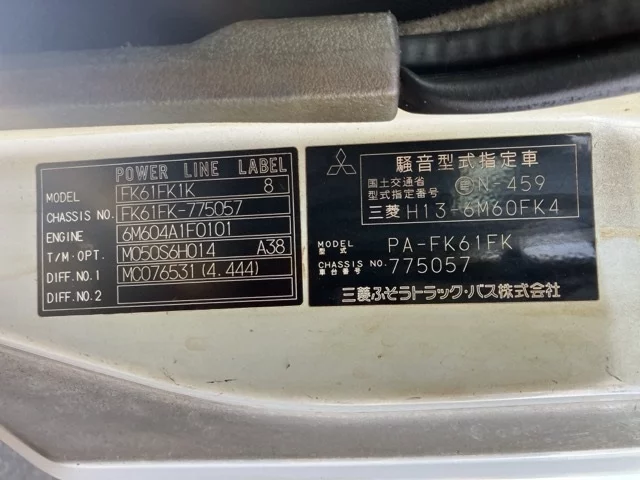 POWER LINE LABEL
MODEL FK61FK1K 8
CHASSIS NO. FK61FK-775057
ENGINE 6M604A1F0101
T/M·OPT. M050S6H014 A38
DIFF.NO.1 MC076531(4.444)
DIFF.NO.2
騒音型式指定車
国土交通省
型式指定番号 N-459
三菱 H13-6M60FK4
MODEL 型式 PA-FK61FK
CHASSIS NO. 車台番号 775057
三菱ふそうトラック・バス株式会社